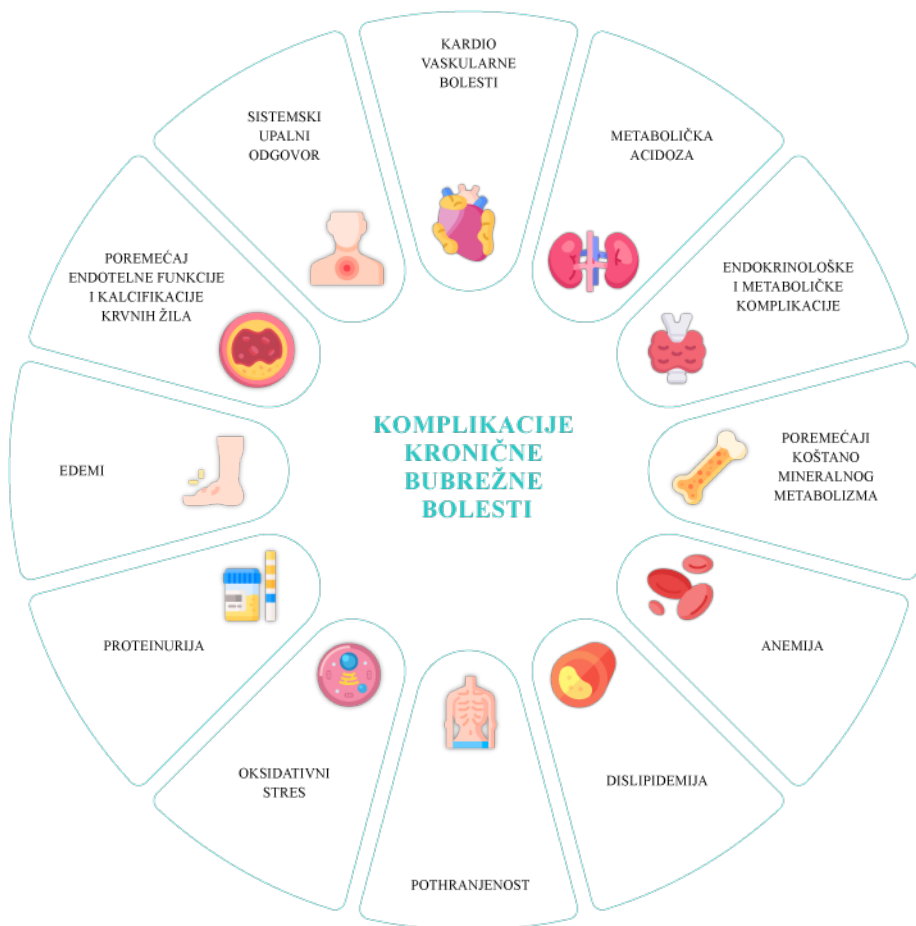 KARDIO
VASKULARNE
BOLESTI
METABOLIČKA
ACIDOZA
ENDOKRINOLOŠKE
I METABOLIČKE
KOMPLIKACIJE
POREMEĆAJI
KOŠTANO
MINERALNOG
METABOLIZMA
ANEMIJA
DISLIPIDEMIJA
POTHRANJENOST
OKSIDATIVNI
STRES
PROTEINURIJA
EDEMI
POREMEĆAJ
ENDOTELNE FUNKCIJE
I KALCIFIKACIJE
KRVNIH ŽILA
SISTEMSKI
UPALNI
ODGOVOR
KOMPLIKACIJE
KRONIČNE
BUBREŽNE
BOLESTI